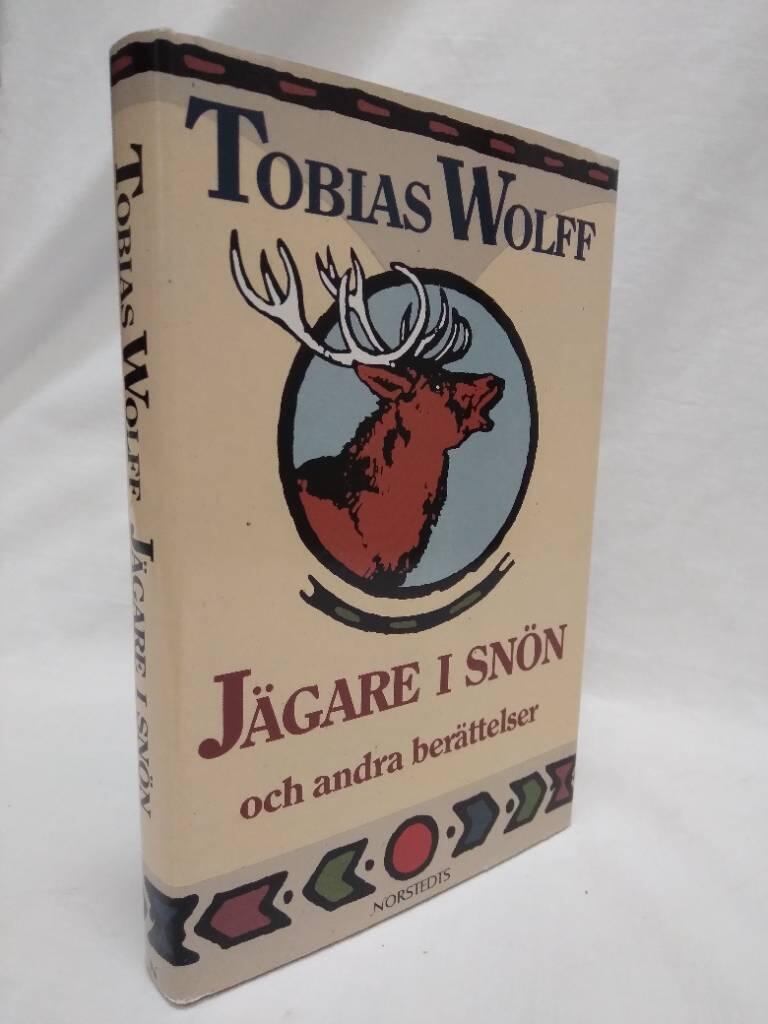 TOBIAS WOLFF
JÄGARE I SNÖN
och andra berättelser
NORSTEDTS
TOBIAS WOLFF JÄGARE I SNÖN